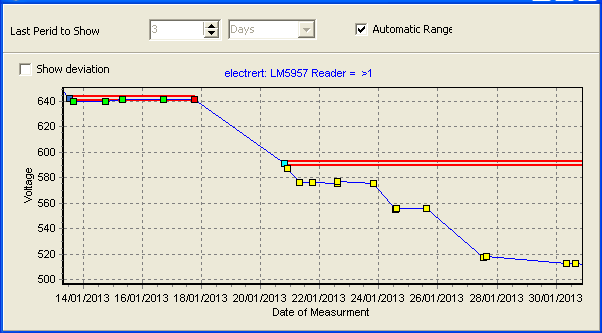 Last Perid to Show
3
Days
Automatic Range
Show deviation
electrert: LM5957 Reader = >1
Voltage
640
620
600
580
560
540
520
500
14/01/2013 16/01/2013 18/01/2013 20/01/2013 22/01/2013 24/01/2013 26/01/2013 28/01/2013 30/01/2013
Date of Measurment